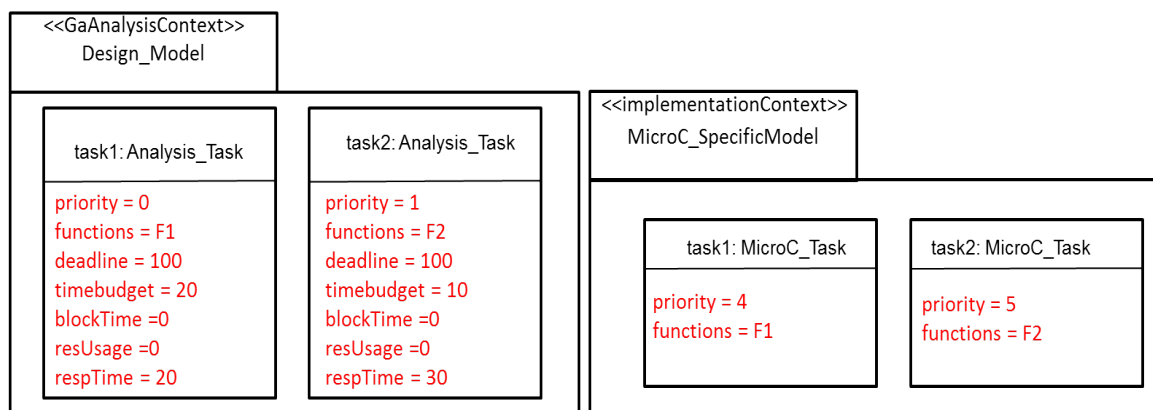 <<GaAnalysisContext>>
Design_Model
task1: Analysis_Task
priority = 0
functions = F1
deadline = 100
timebudget = 20
blockTime =0
resUsage =0
respTime = 20
task2: Analysis_Task
priority = 1
functions = F2
deadline = 100
timebudget = 10
blockTime =0
resUsage =0
respTime = 30
<<implementationContext>>
MicroC_SpecificModel
task1: MicroC_Task
priority = 4
functions = F1
task2: MicroC_Task
priority = 5
functions = F2